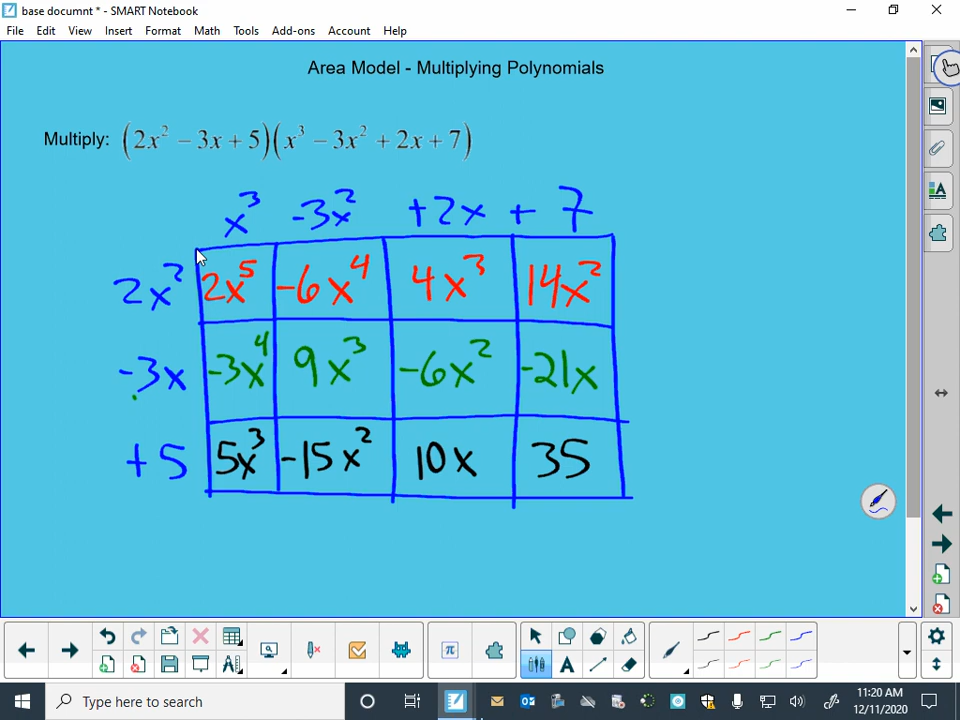 base documnt * - SMART Notebook
File Edit View Insert Format Math Tools Add-ons Account Help
Area Model - Multiplying Polynomials
Multiply: (2x² − 3x + 5)(x³ − 3x² + 2x + 7)
x³ -3x² +2x + 7
2x² 2x⁵ -6x⁴ 4x³ 14x²
-3x -3x⁴ 9x³ -6x² -21x
+5 5x³ -15x² 10x 35
Type here to search
11:20 AM
12/11/2020